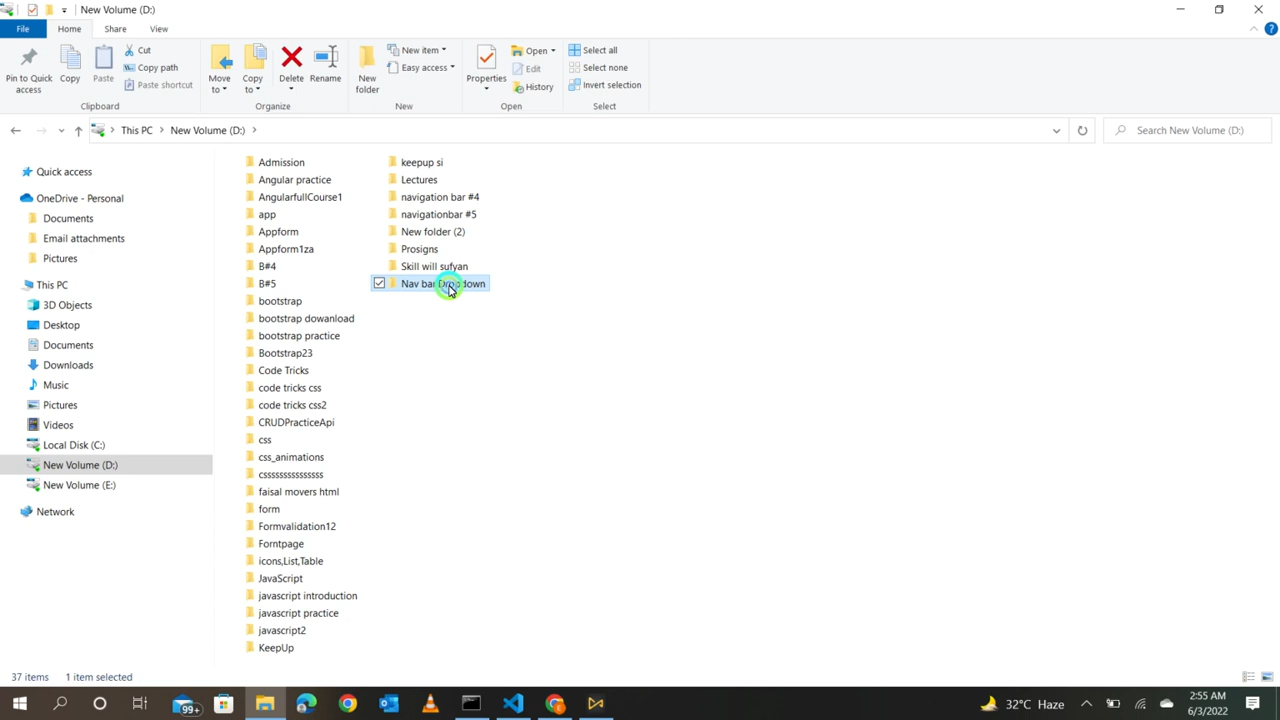 New Volume (D:)
File
Home
Share
View
Pin to Quick access
Copy
Paste
Cut
Copy path
Paste shortcut
Clipboard
Move to
Copy to
Delete
Rename
Organize
New folder
New item
Easy access
New
Properties
Open
Edit
History
Open
Select all
Select none
Invert selection
Select
This PC
New Volume (D:)
Search New Volume (D:)
Quick access
OneDrive - Personal
Documents
Email attachments
Pictures
This PC
3D Objects
Desktop
Documents
Downloads
Music
Pictures
Videos
Local Disk (C:)
New Volume (D:)
New Volume (E:)
Network
Admission
Angular practice
AngularfullCourse1
app
Appform
Appform1za
B#4
B#5
bootstrap
bootstrap dowanload
bootstrap practice
Bootstrap23
Code Tricks
code tricks css
code tricks css2
CRUDPracticeApi
css
css_animations
csssssssssssssss
faisal movers html
form
Formvalidation12
Forntpage
icons,List,Table
JavaScript
javascript introduction
javascript practice
javascript2
KeepUp
keepup si
Lectures
navigation bar #4
navigationbar #5
New folder (2)
Prosigns
Skill will sufyan
Nav bar Dropdown
37 items
1 item selected
99+
32°C Haze
2:55 AM
6/3/2022